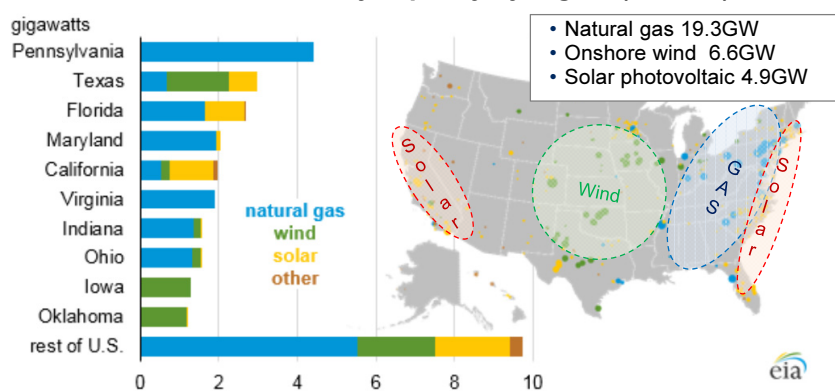 • Natural gas 19.3GW
• Onshore wind 6.6GW
• Solar photovoltaic 4.9GW
gigawatts
Pennsylvania
Texas
Florida
Maryland
California
Virginia
Indiana
Ohio
Iowa
Oklahoma
rest of U.S.
natural gas
wind
solar
other
0
2
4
6
8
10
Solar
Wind
GAS
Solar
eia